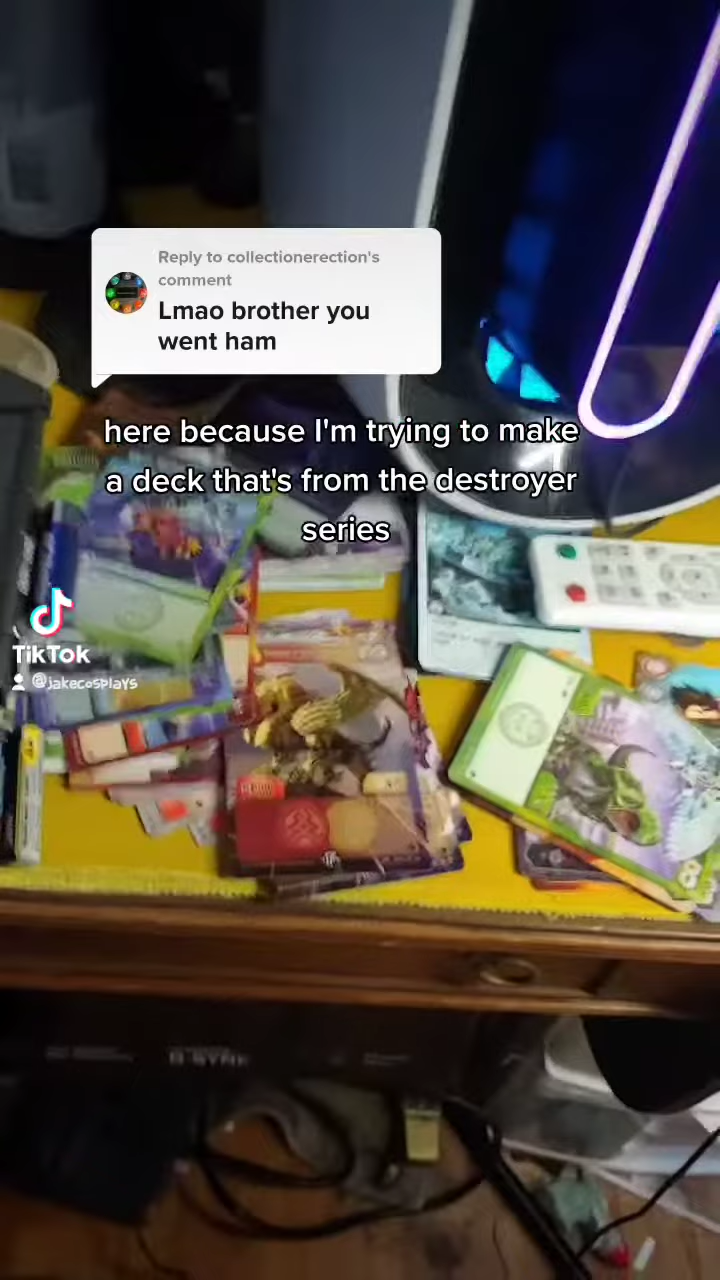 Reply to collectionerection's
comment
Lmao brother you
went ham
here because I'm trying to make
a deck that's from the destroyer
series
TikTok
@jakecosplays